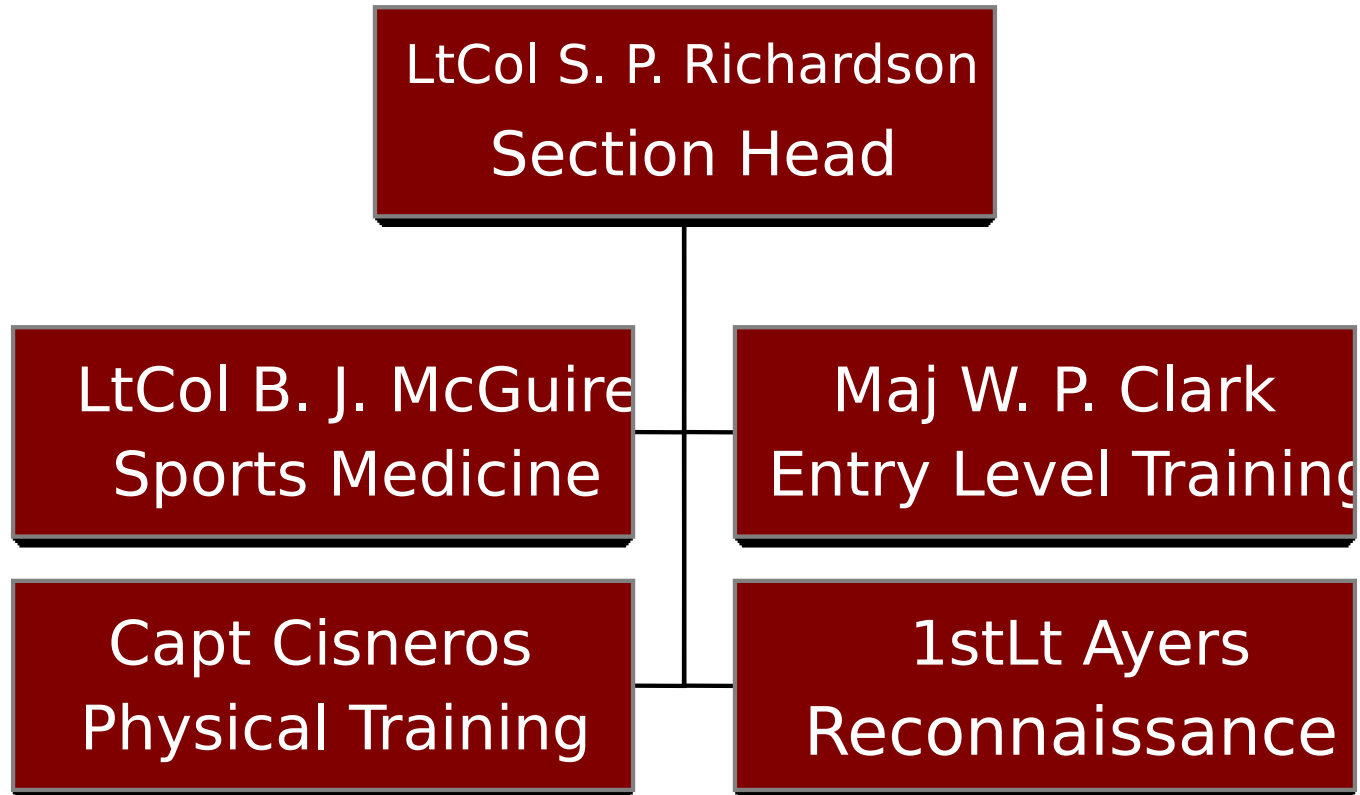 LtCol S. P. Richardson
Section Head
LtCol B. J. McGuire
Sports Medicine
Maj W. P. Clark
Entry Level Training
Capt Cisneros
Physical Training
1stLt Ayers
Reconnaissance